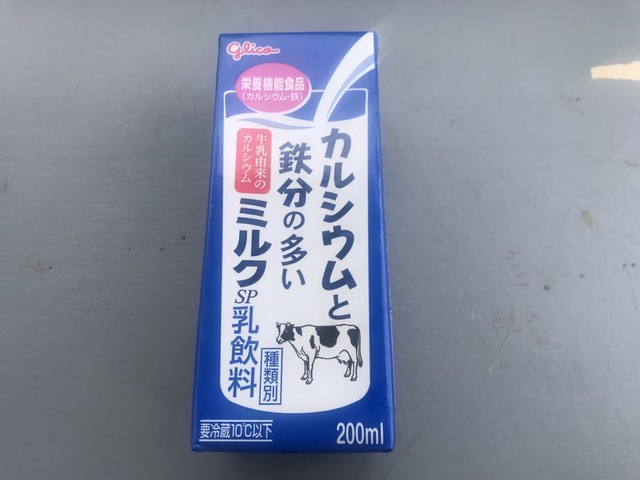 glico
栄養機能食品
(カルシウム・鉄)
カルシウムと
鉄分の多い
ミルク
SP
牛乳由来の
カルシウム
種類別
乳飲料
要冷蔵10℃以下
200ml